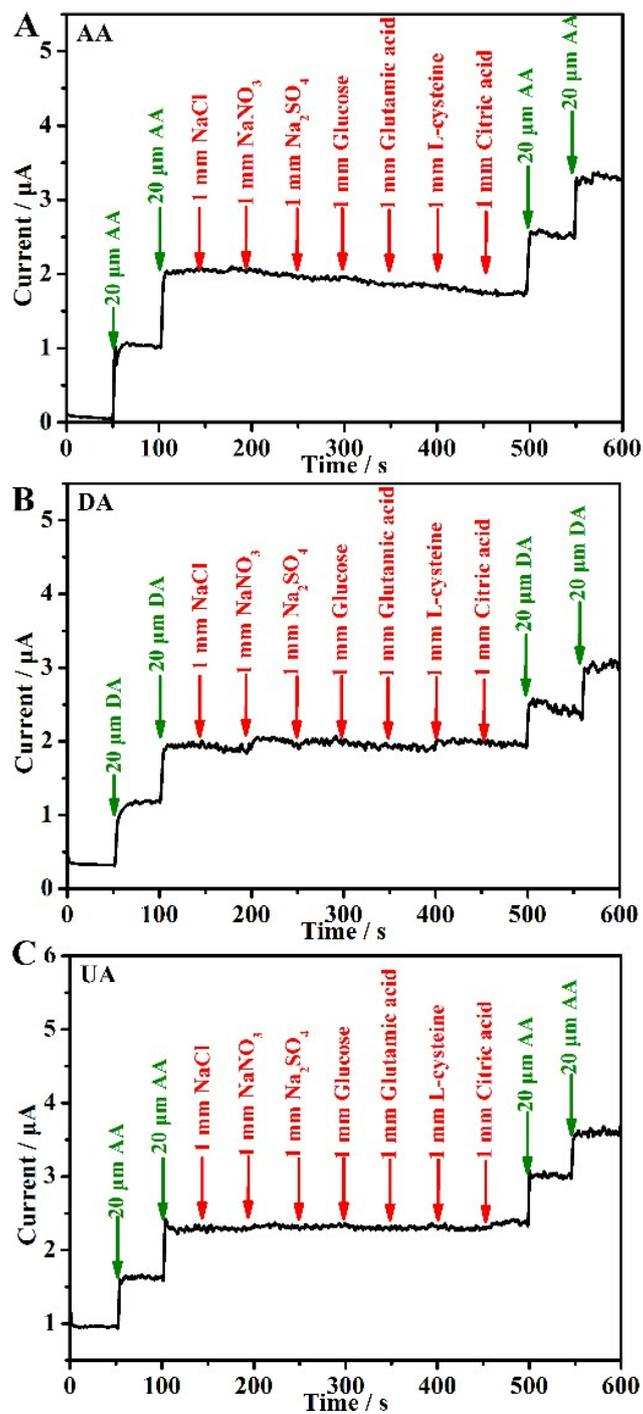 A
AA
5
4
3
2
1
0
Current / μA
20 μm AA
20 μm AA
1 mm NaCl
1 mm NaNO₃
1 mm Na₂SO₄
1 mm Glucose
1 mm Glutamic acid
1 mm L-cysteine
1 mm Citric acid
20 μm AA
20 μm AA
0 100 200 300 400 500 600
Time / s
B
DA
5
4
3
2
1
0
Current / μA
20 μm DA
20 μm DA
1 mm NaCl
1 mm NaNO₃
1 mm Na₂SO₄
1 mm Glucose
1 mm Glutamic acid
1 mm L-cysteine
1 mm Citric acid
20 μm DA
20 μm DA
0 100 200 300 400 500 600
Time / s
C
UA
6
5
4
3
2
1
Current / μA
20 μm AA
20 μm AA
1 mm NaCl
1 mm NaNO₃
1 mm Na₂SO₄
1 mm Glucose
1 mm Glutamic acid
1 mm L-cysteine
1 mm Citric acid
20 μm AA
20 μm AA
0 100 200 300 400 500 600
Time / s